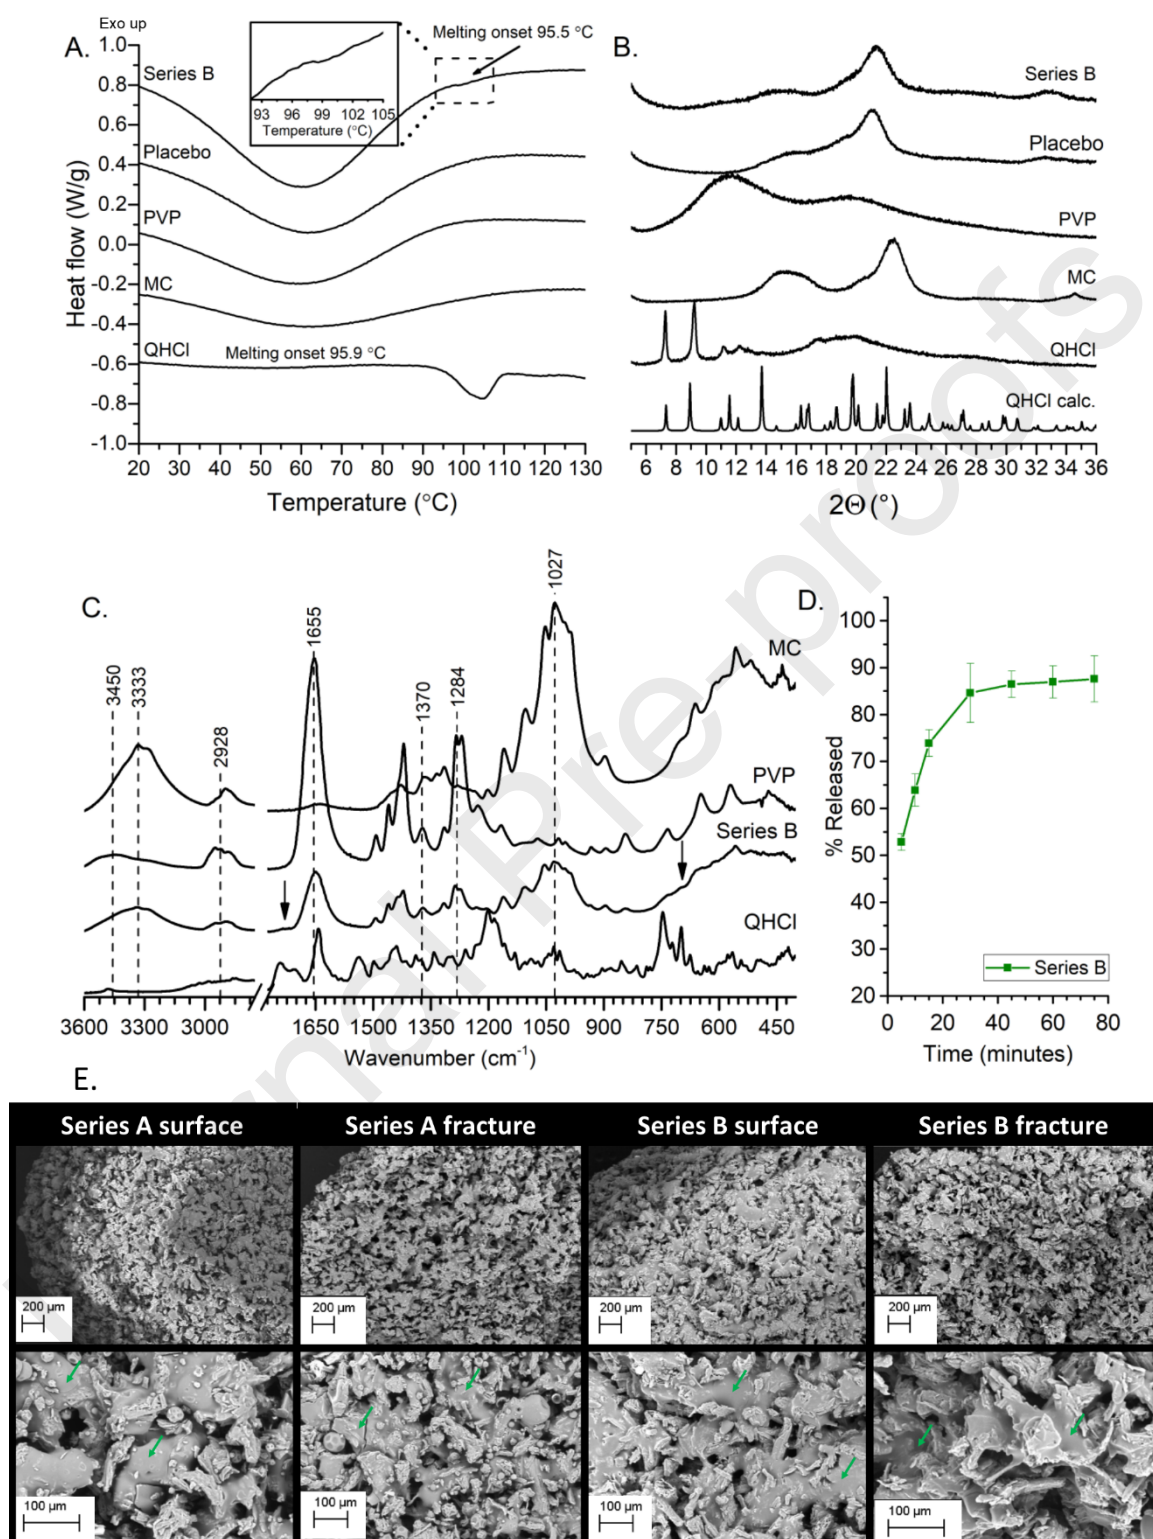 Exo up
A.
Melting onset 95.5 °C
B.
1.0
0.8
0.6
0.4
0.2
0.0
-0.2
-0.4
-0.6
-0.8
-1.0
Heat flow (W/g)
Series B
Placebo
PVP
MC
QHCl
Melting onset 95.9 °C
93 96 99 102 105
Temperature (°C)
20 30 40 50 60 70 80 90 100 110 120 130
Temperature (°C)
Series B
Placebo
PVP
MC
QHCl
QHCl calc.
6 8 10 12 14 16 18 20 22 24 26 28 30 32 34 36
2Θ (°)
C.
3450
3333
2928
1655
1370
1284
1027
MC
PVP
Series B
QHCl
3600 3300 3000 1650 1500 1350 1200 1050 900 750 600 450
Wavenumber (cm-1)
D.
100
90
80
70
60
50
40
30
20
% Released
Series B
0 20 40 60 80
Time (minutes)
E.
Series A surface
Series A fracture
Series B surface
Series B fracture
200 µm
200 µm
200 µm
200 µm
100 µm
100 µm
100 µm
100 µm
rnal Pre-proofs